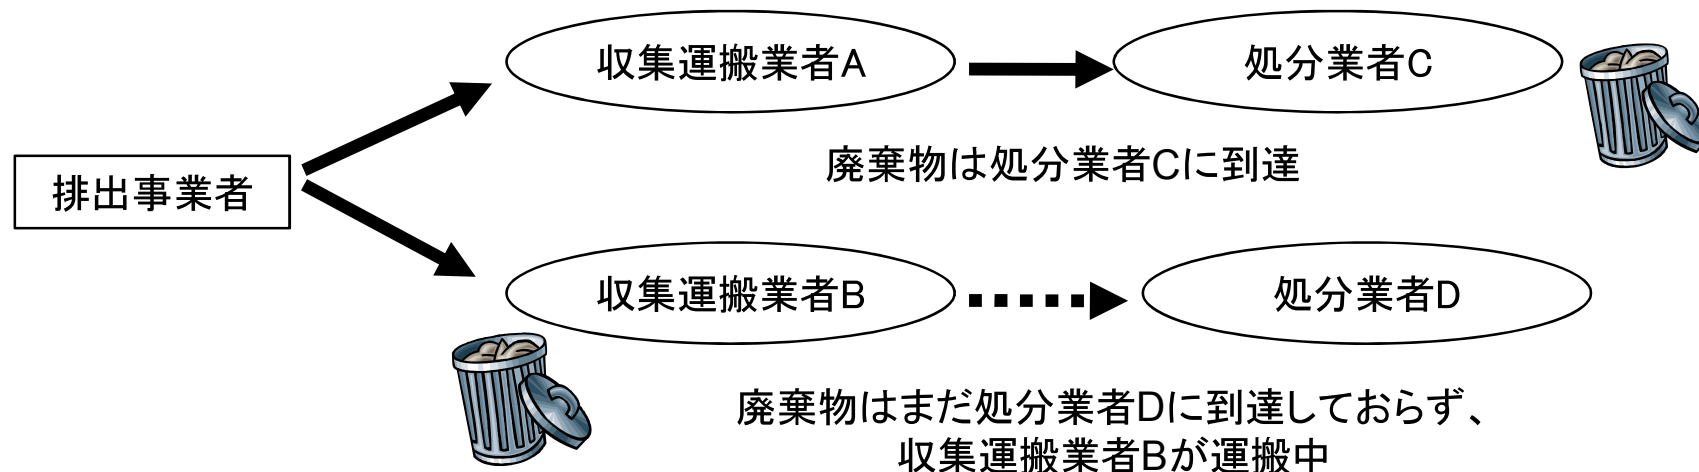 収集運搬業者A
処分業者C
廃棄物は処分業者Cに到達
排出事業者
収集運搬業者B
処分業者D
廃棄物はまだ処分業者Dに到達しておらず、
収集運搬業者Bが運搬中